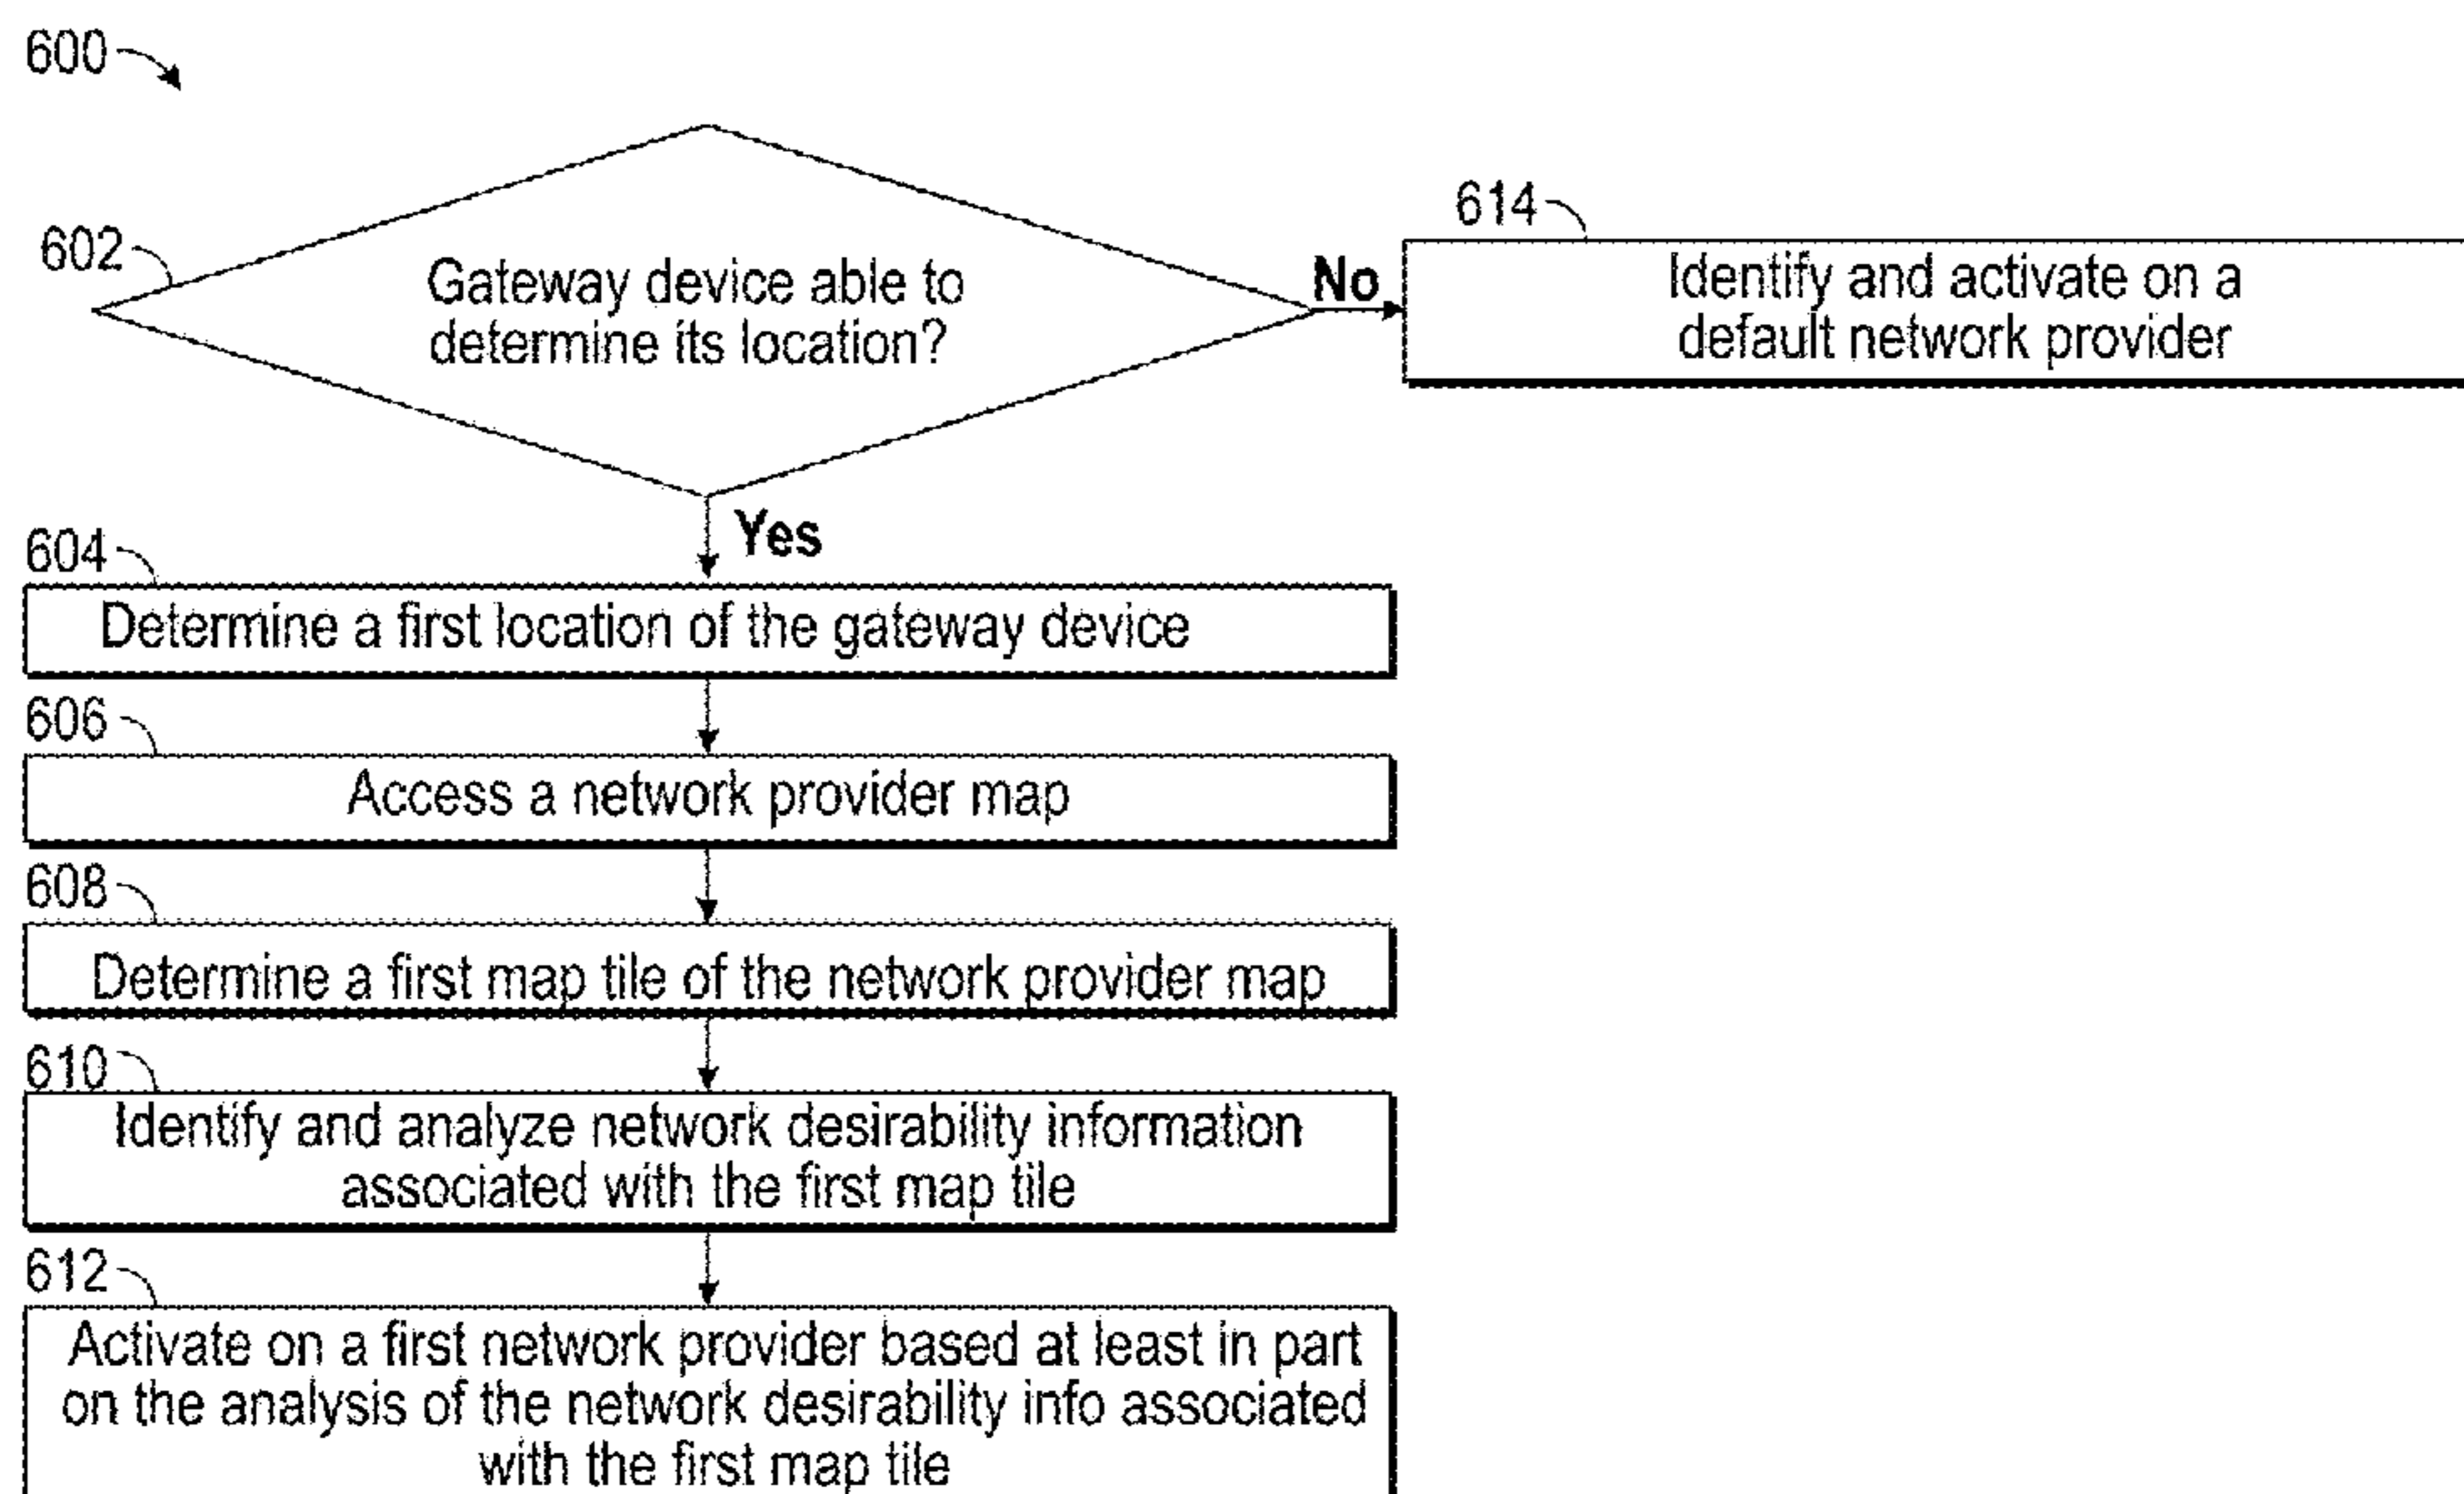 600
602
Gateway device able to
determine its location?
No
614
Identify and activate on a
default network provider
Yes
604
Determine a first location of the gateway device
606
Access a network provider map
608
Determine a first map tile of the network provider map
610
Identify and analyze network desirability information
associated with the first map tile
612
Activate on a first network provider based at least in part
on the analysis of the network desirability info associated
with the first map tile